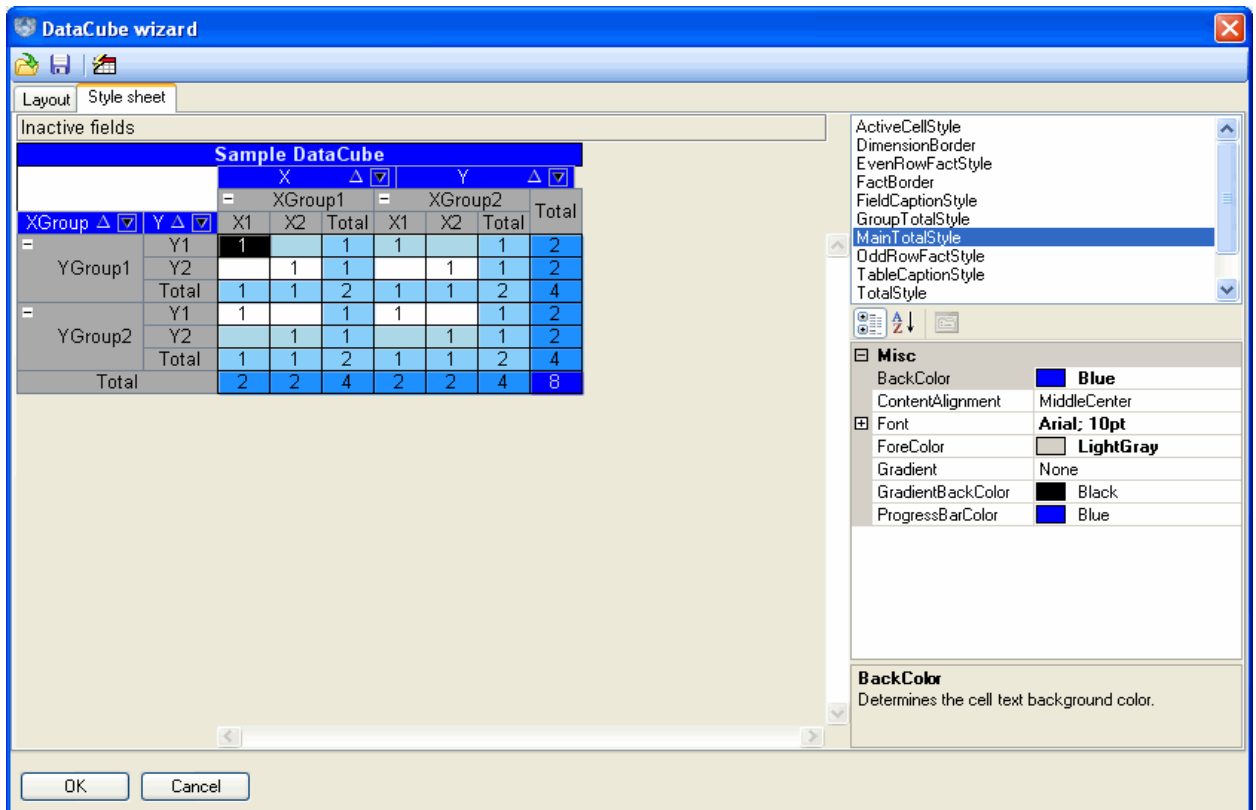 DataCube wizard
Layout Style sheet
Inactive fields
Sample DataCube
X Y
XGroup1 XGroup2 Total
XGroup Y X1 X2 Total X1 X2 Total
YGroup1 Y1 1 1 1 1 2
Y2 1 1 1 1 2
Total 1 1 2 1 1 2 4
YGroup2 Y1 1 1 1 1 2
Y2 1 1 1 1 2
Total 1 1 2 1 1 2 4
Total 2 2 4 2 2 4 8
ActiveCellStyle
DimensionBorder
EvenRowFactStyle
FactBorder
FieldCaptionStyle
GroupTotalStyle
MainTotalStyle
OddRowFactStyle
TableCaptionStyle
TotalStyle
A
Z
Misc
BackColor Blue
ContentAlignment MiddleCenter
Font Arial; 10pt
ForeColor LightGray
Gradient None
GradientBackColor Black
ProgressBarColor Blue
BackColor
Determines the cell text background color.
OK Cancel